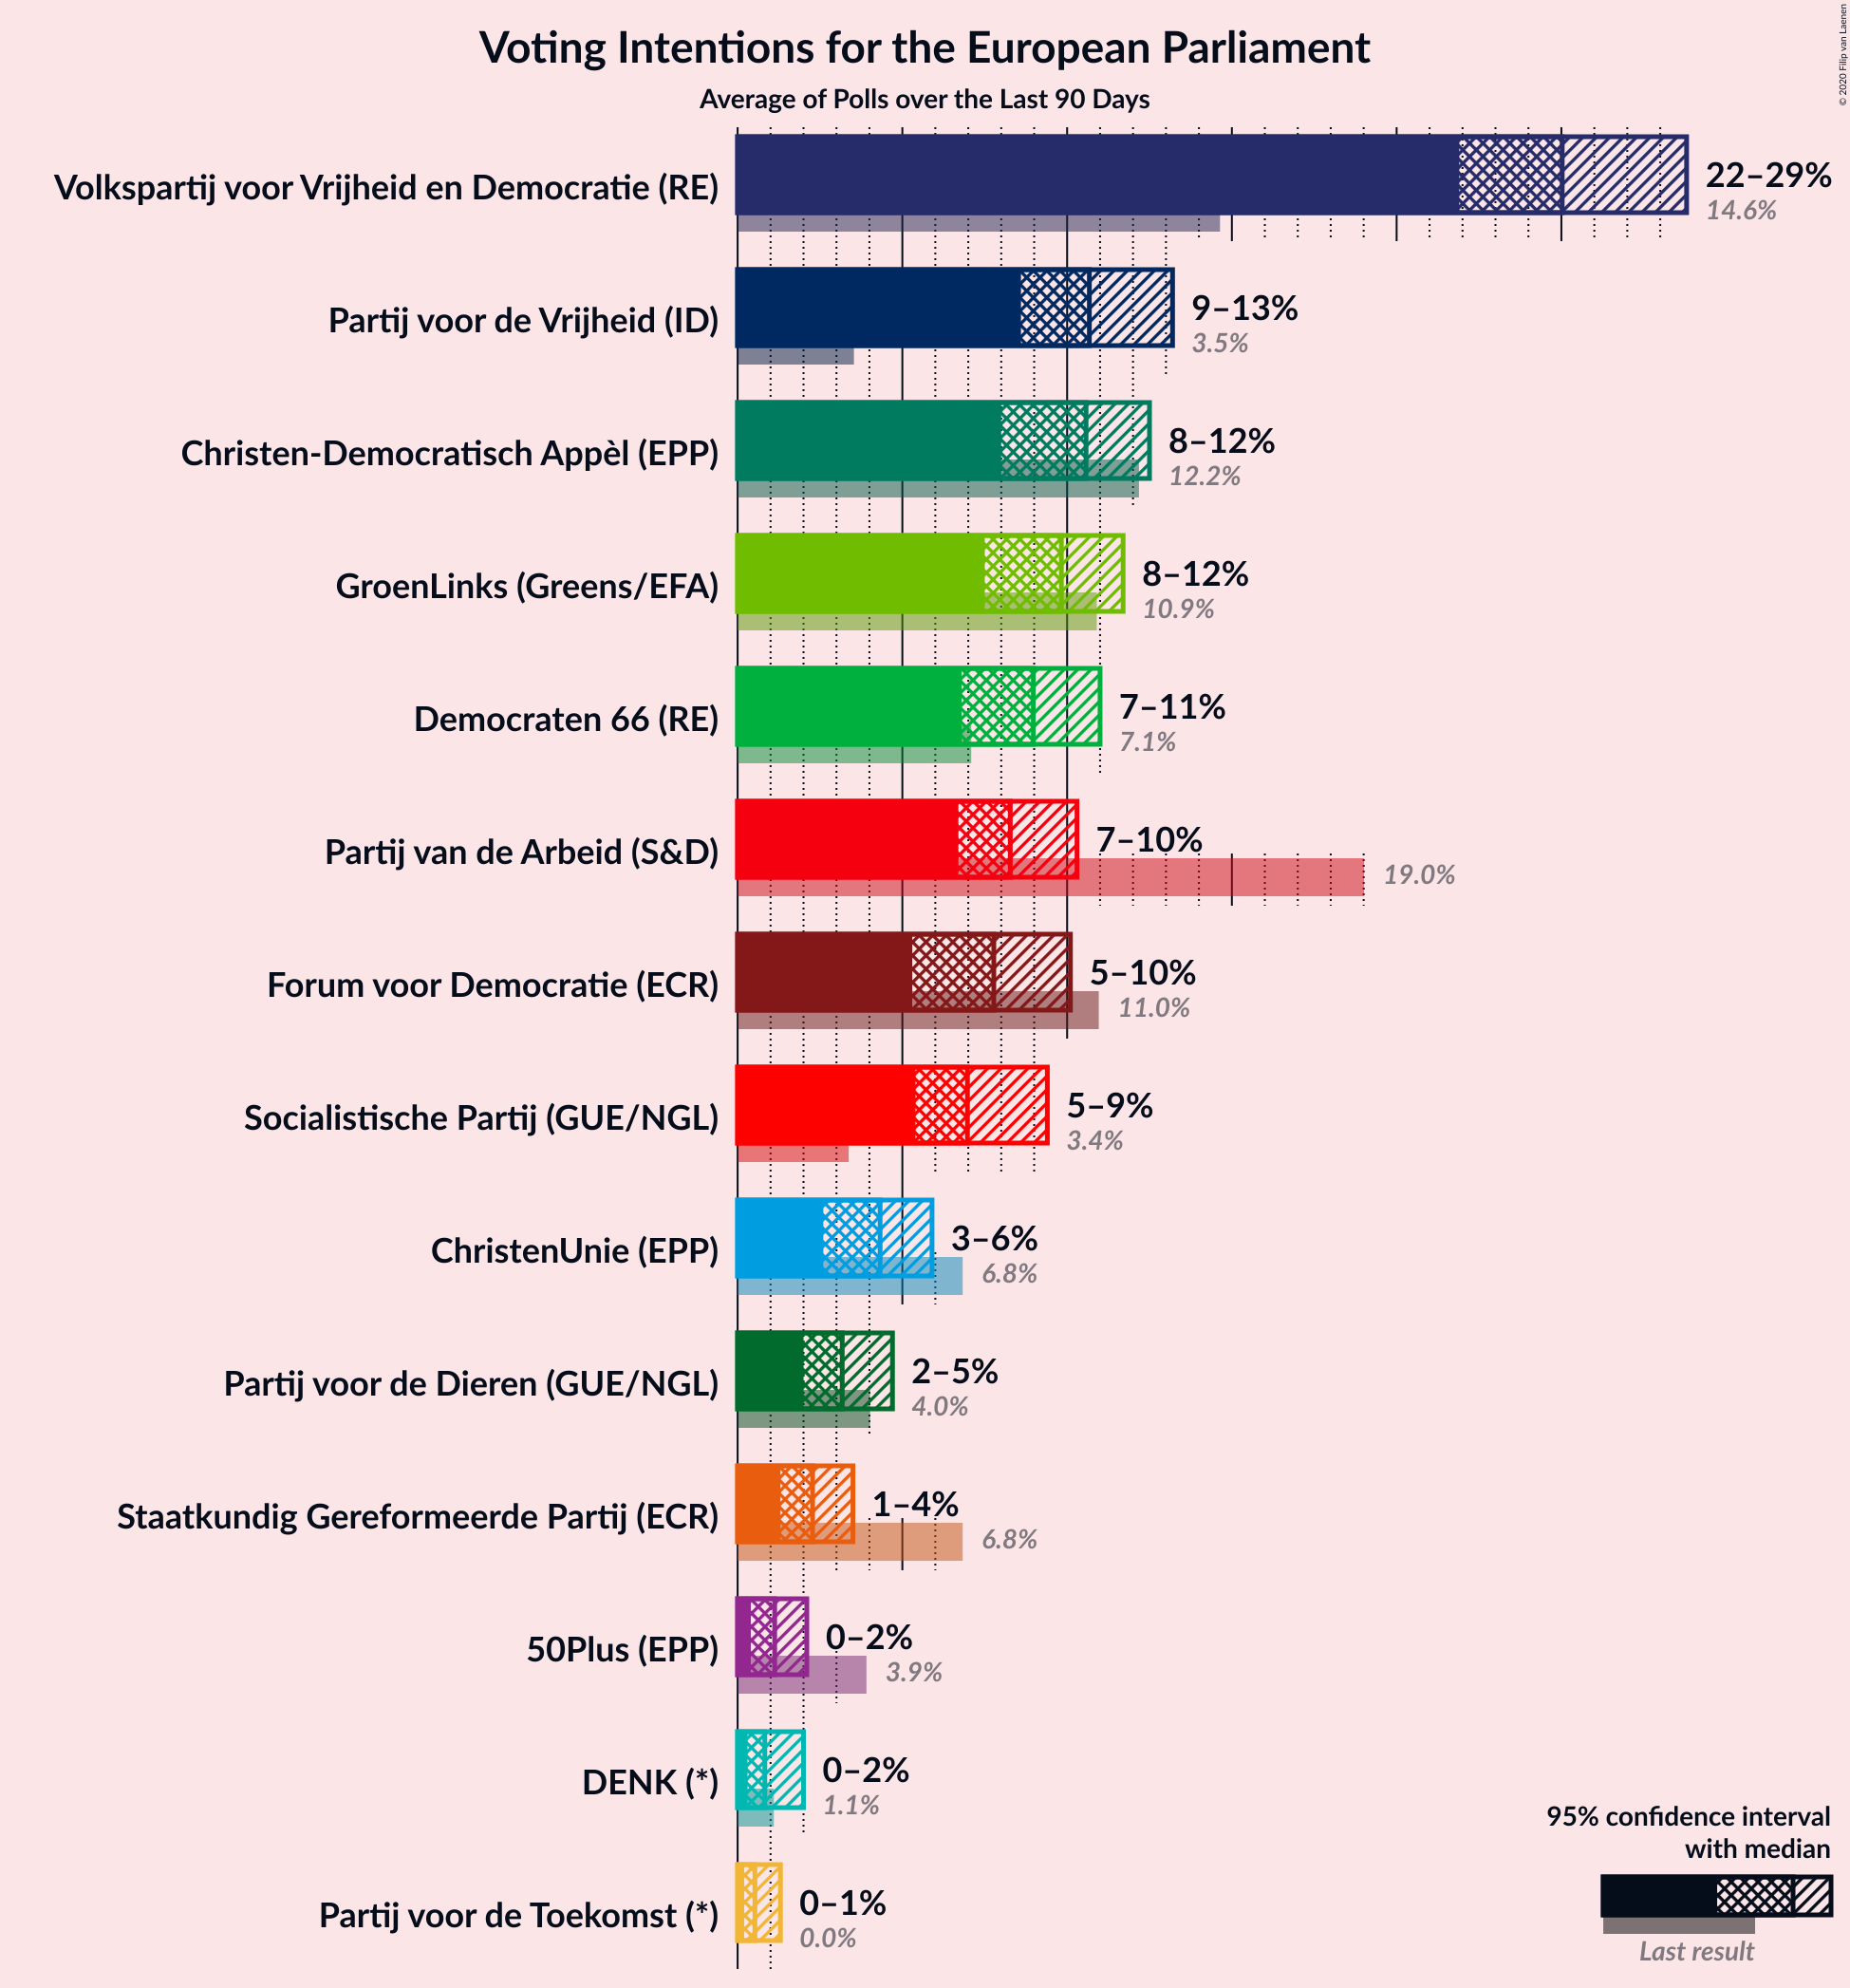 Voting Intentions for the European Parliament
Average of Polls over the Last 90 Days
© 2020 Filip van Laenen
Volkspartij voor Vrijheid en Democratie (RE)
22–29%
14.6%
Partij voor de Vrijheid (ID)
9–13%
3.5%
Christen-Democratisch Appèl (EPP)
8–12%
12.2%
GroenLinks (Greens/EFA)
8–12%
10.9%
Democraten 66 (RE)
7–11%
7.1%
Partij van de Arbeid (S&D)
7–10%
19.0%
Forum voor Democratie (ECR)
5–10%
11.0%
Socialistische Partij (GUE/NGL)
5–9%
3.4%
ChristenUnie (EPP)
3–6%
6.8%
Partij voor de Dieren (GUE/NGL)
2–5%
4.0%
Staatkundig Gereformeerde Partij (ECR)
1–4%
6.8%
50Plus (EPP)
0–2%
3.9%
DENK (*)
0–2%
1.1%
Partij voor de Toekomst (*)
0–1%
0.0%
95% confidence interval
with median
Last result